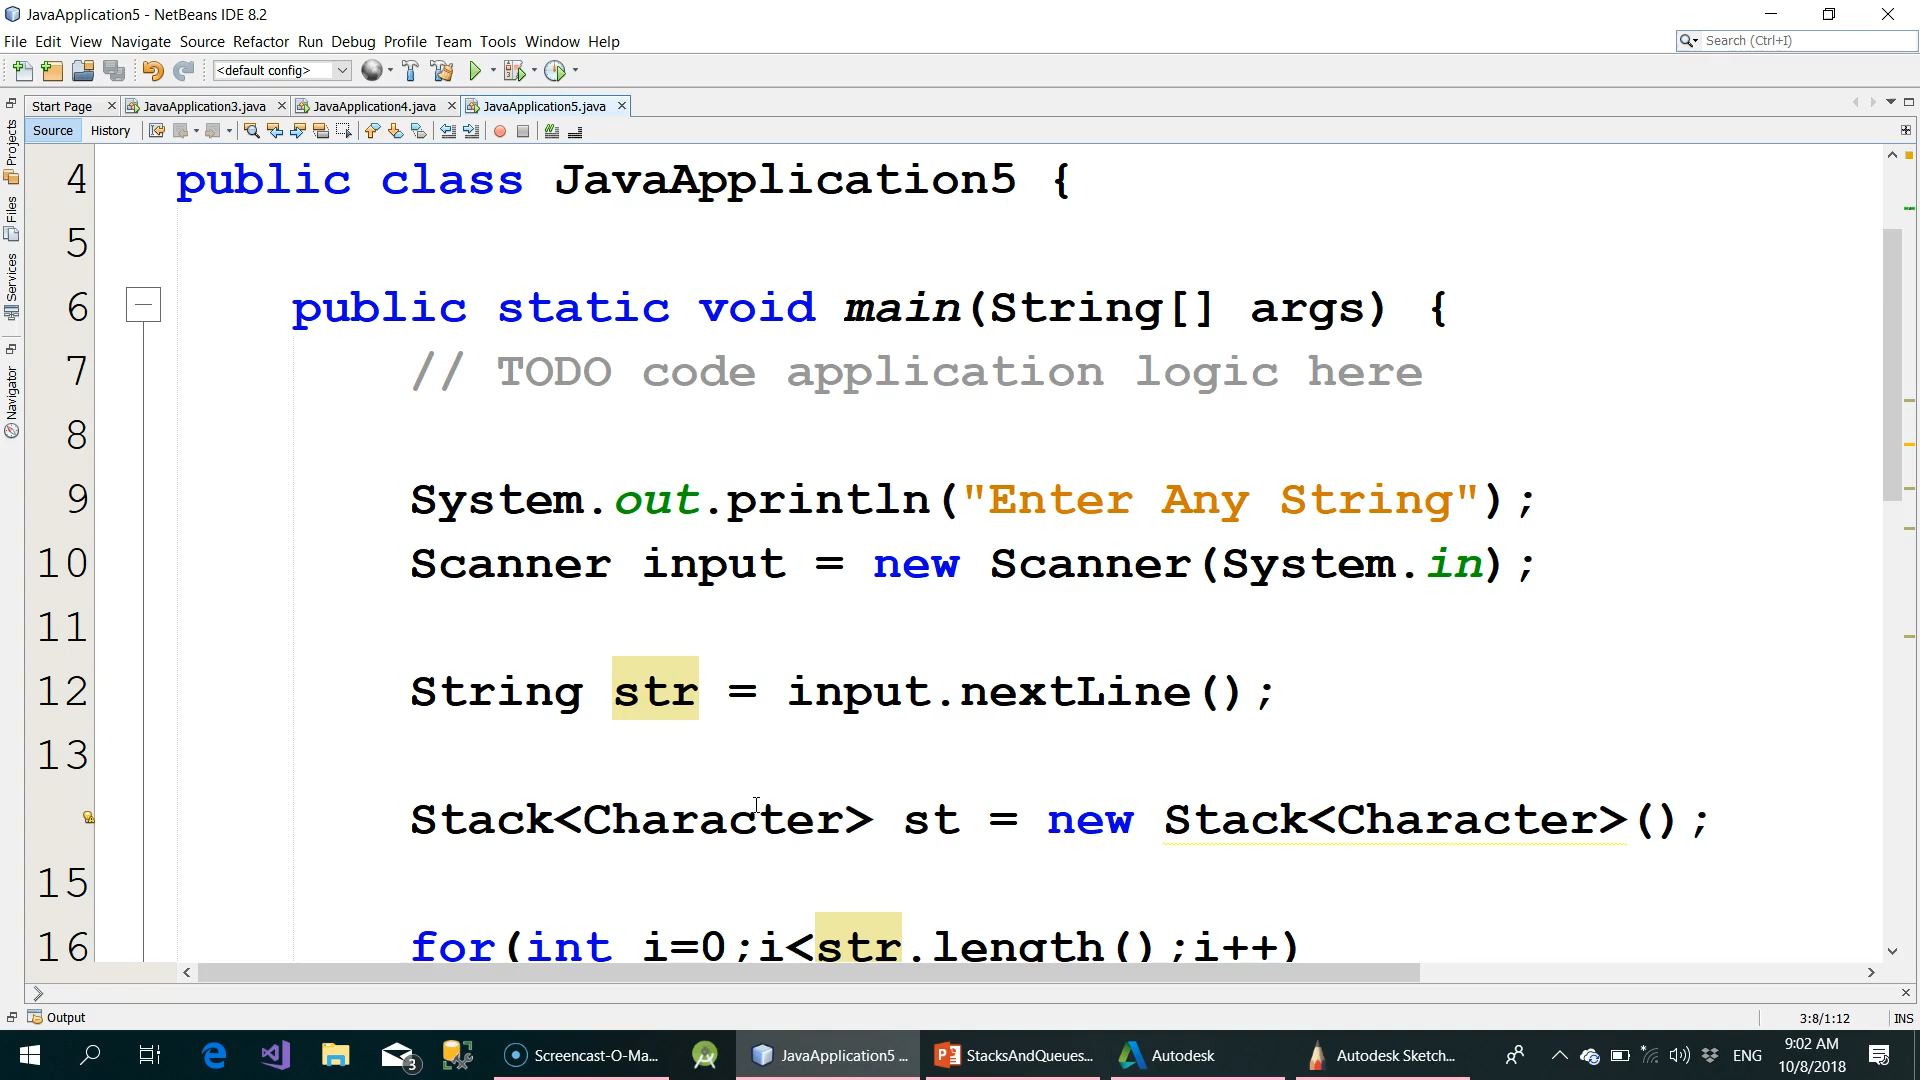 JavaApplication5 - NetBeans IDE 8.2
File Edit View Navigate Source Refactor Run Debug Profile Team Tools Window Help
Search (Ctrl+I)
<default config>
Start Page JavaApplication3.java JavaApplication4.java JavaApplication5.java
Source History
Projects
Files
Services
Navigator
4 public class JavaApplication5 {
5
6 public static void main(String[] args) {
7 // TODO code application logic here
8
9 System.out.println("Enter Any String");
10 Scanner input = new Scanner(System.in);
11
12 String str = input.nextLine();
13
Stack<Character> st = new Stack<Character>();
15
16 for(int i=0;i<str.length();i++)
Output
3:8/1:12 INS
3 Screencast-O-Ma... JavaApplication5 ... StacksAndQueues... Autodesk Autodesk Sketch... ENG 9:02 AM
10/8/2018